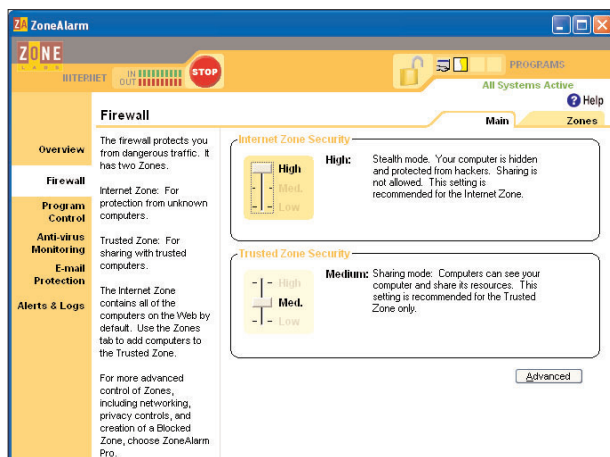 ZA ZoneAlarm
ZONE
LABS
INTERNET
IN
OUT
STOP
PROGRAMS
All Systems Active
? Help
Firewall
Main
Zones
Overview
Firewall
Program
Control
Anti-virus
Monitoring
E-mail
Protection
Alerts & Logs
The firewall protects you
from dangerous traffic. It
has two Zones.
Internet Zone: For
protection from unknown
computers.
Trusted Zone: For
sharing with trusted
computers.
The Internet Zone
contains all of the
computers on the Web by
default. Use the Zones
tab to add computers to
the Trusted Zone.
For more advanced
control of Zones,
including networking,
privacy controls, and
creation of a Blocked
Zone, choose ZoneAlarm
Pro.
Internet Zone Security
High
Med.
Low
High: Stealth mode. Your computer is hidden
and protected from hackers. Sharing is
not allowed. This setting is
recommended for the Internet Zone.
Trusted Zone Security
High
Med.
Low
Medium: Sharing mode: Computers can see your
computer and share its resources. This
setting is recommended for the Trusted
Zone only.
Advanced